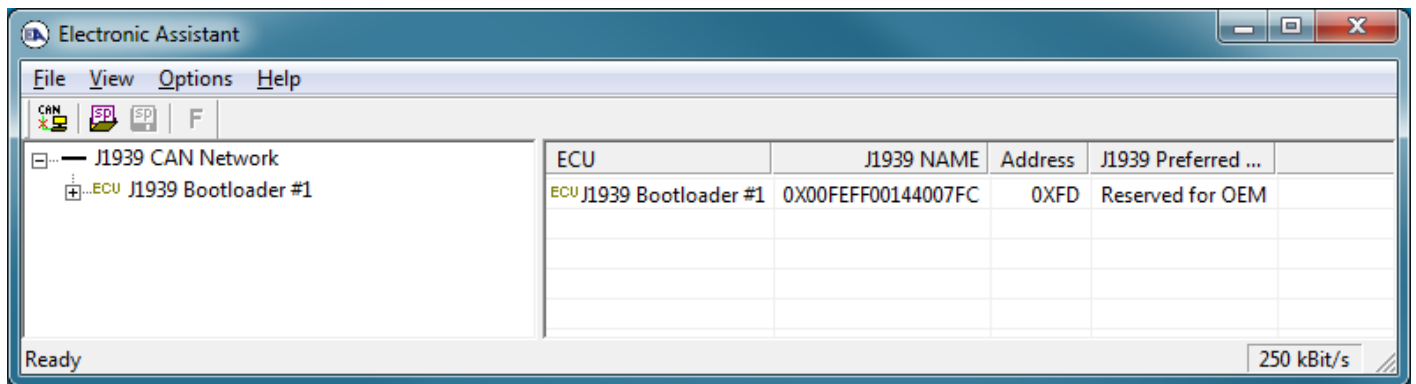 EA Electronic Assistant
File View Options Help
CAN SP SP F
J1939 CAN Network
ECU J1939 Bootloader #1
ECU J1939 NAME Address J1939 Preferred ...
ECU J1939 Bootloader #1 0X00FEFF00144007FC 0XFD Reserved for OEM
Ready 250 kBit/s